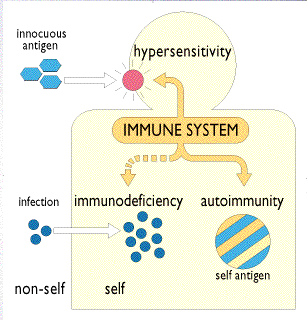 innocuous
antigen
hypersensitivity
IMMUNE SYSTEM
infection
immunodeficiency
autoimmunity
self antigen
non-self
self